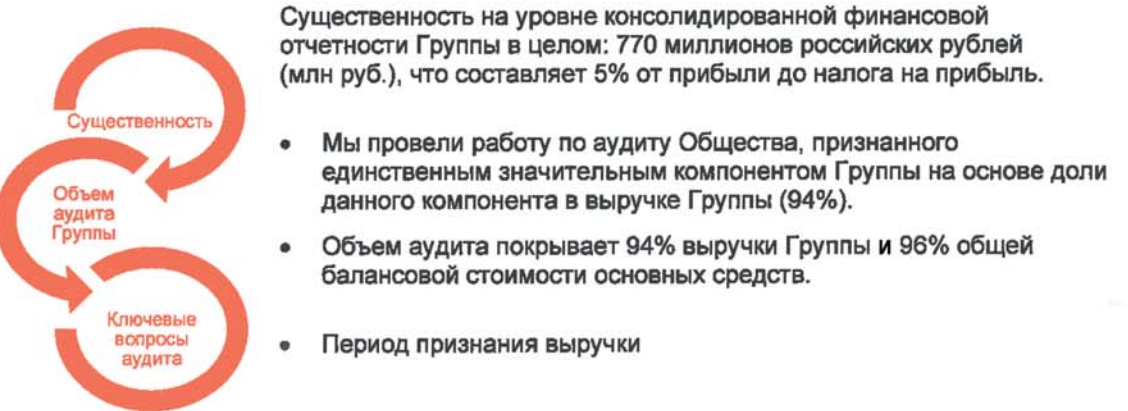 Существенность на уровне консолидированной финансовой
отчетности Группы в целом: 770 миллионов российских рублей
(млн руб.), что составляет 5% от прибыли до налога на прибыль.
Существенность
• Мы провели работу по аудиту Общества, признанного
единственным значительным компонентом Группы на основе доли
данного компонента в выручке Группы (94%).
Объем
аудита
Группы
• Объем аудита покрывает 94% выручки Группы и 96% общей
балансовой стоимости основных средств.
Ключевые
вопросы
аудита
• Период признания выручки